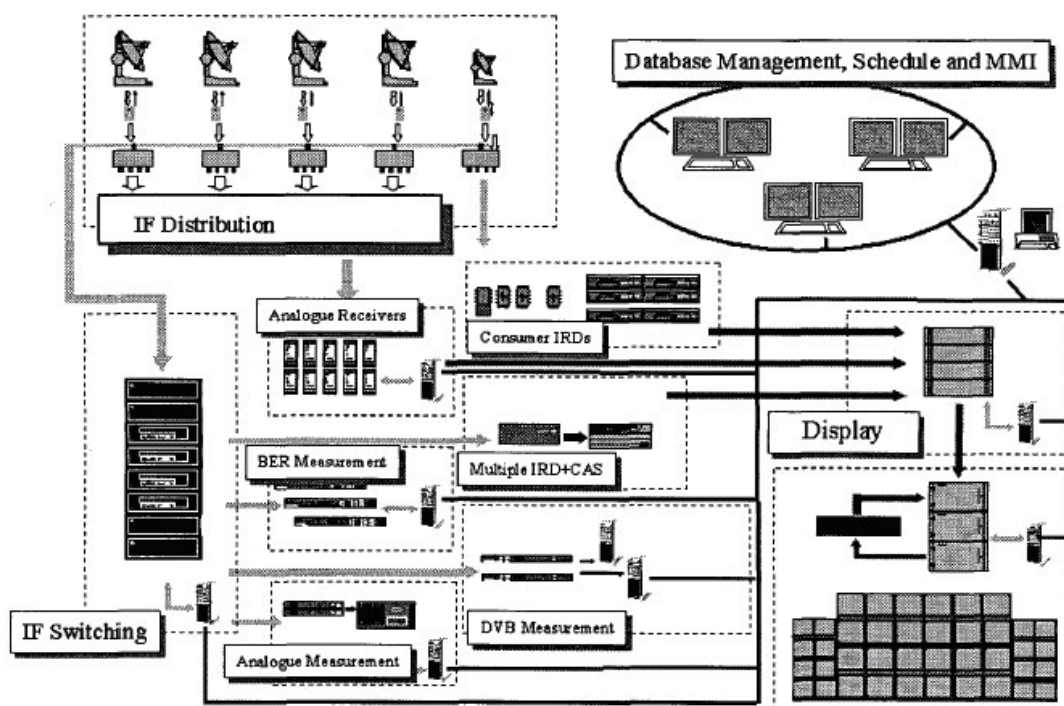 Database Management, Schedule and MMI
IF Distribution
Analogue Receivers
Consumer IRDs
Display
BER Measurement
Multiple IRD+CAS
IF Switching
DVB Measurement
Analogue Measurement